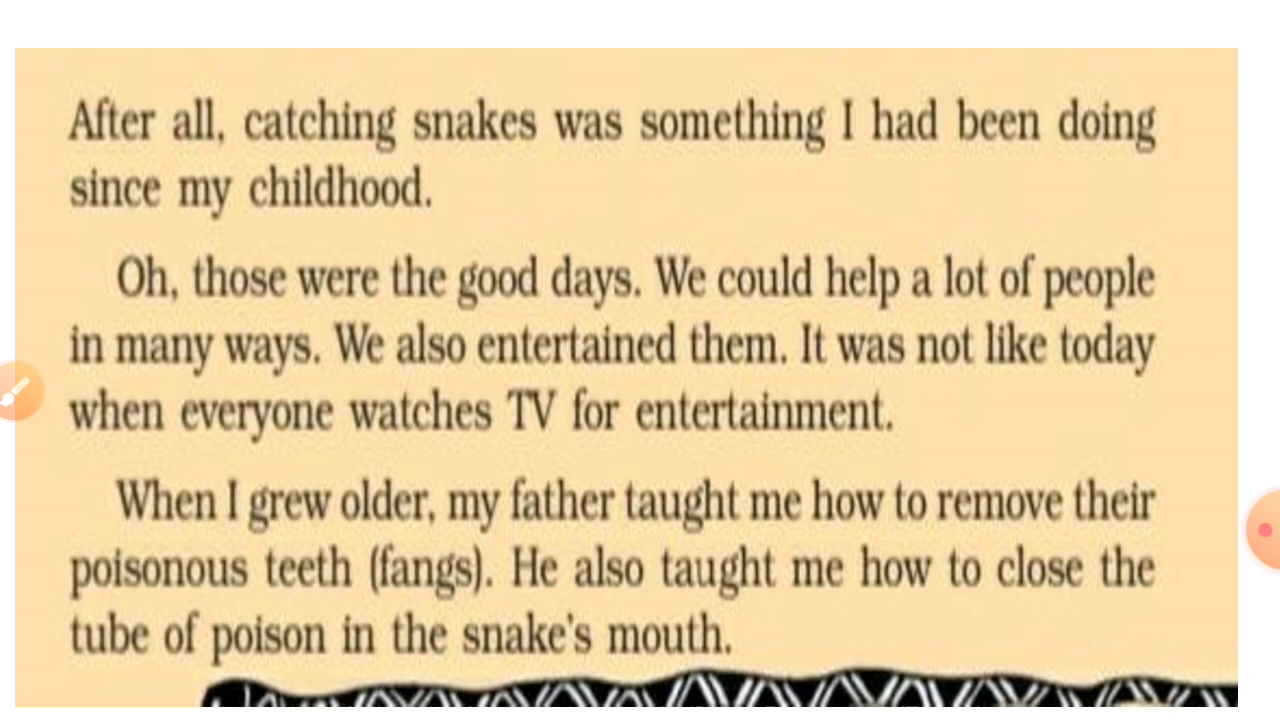 After all, catching snakes was something I had been doing
since my childhood.
Oh, those were the good days. We could help a lot of people
in many ways. We also entertained them. It was not like today
when everyone watches TV for entertainment.
When I grew older, my father taught me how to remove their
poisonous teeth (fangs). He also taught me how to close the
tube of poison in the snake's mouth.